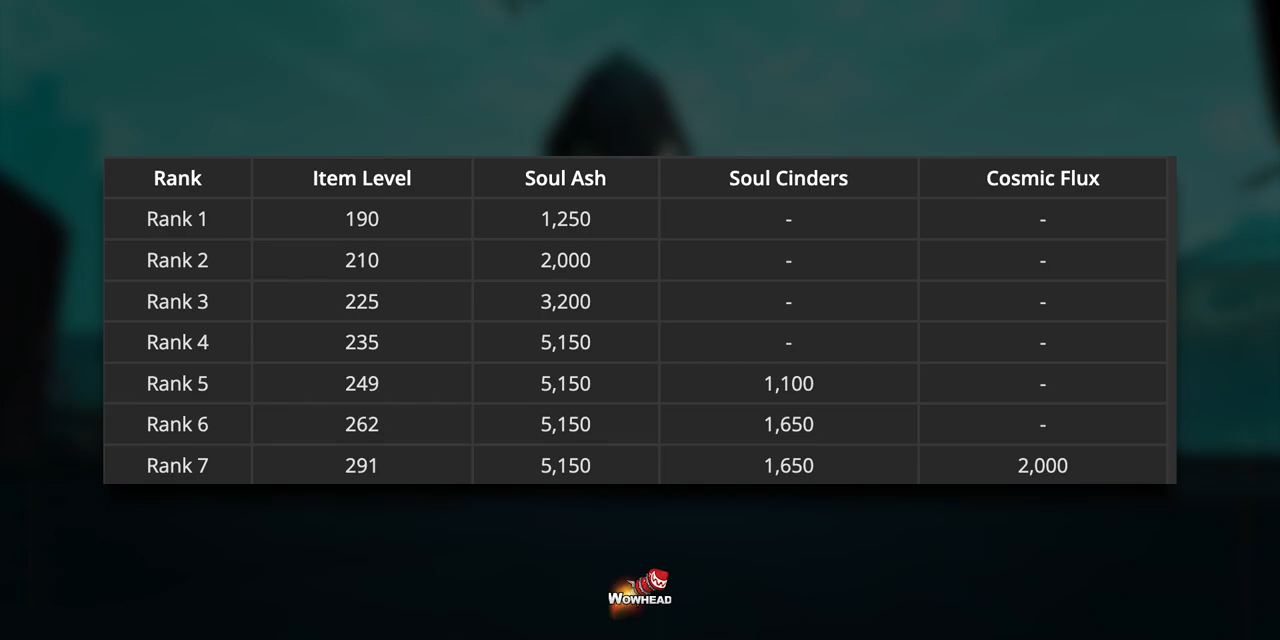 Rank Item Level Soul Ash Soul Cinders Cosmic Flux
Rank 1 190 1,250 - -
Rank 2 210 2,000 - -
Rank 3 225 3,200 - -
Rank 4 235 5,150 - -
Rank 5 249 5,150 1,100 -
Rank 6 262 5,150 1,650 -
Rank 7 291 5,150 1,650 2,000
WOWHEAD